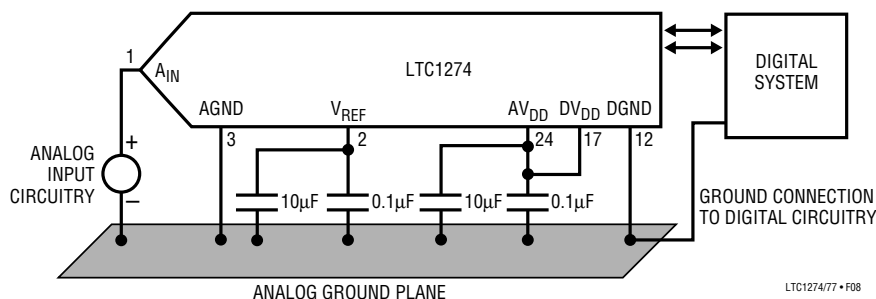 1
A_IN
LTC1274
DIGITAL
SYSTEM
AGND
V_REF
AV_DD
DV_DD
DGND
3
2
24
17
12
+
ANALOG
INPUT
CIRCUITRY
–
10μF
0.1μF
10μF
0.1μF
GROUND CONNECTION
TO DIGITAL CIRCUITRY
ANALOG GROUND PLANE
LTC1274/77 • F08